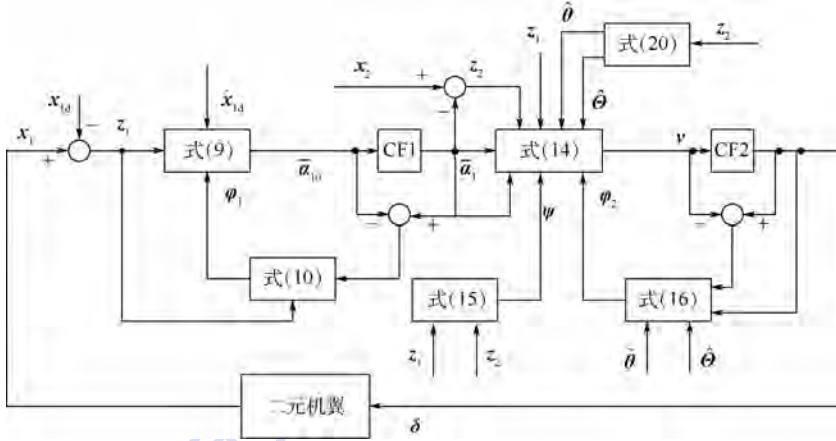 θ̂
z₁
式(20)
z₂
x₂
+
z₂
−
Θ̂
x₁d
ẋ₁d
x₁
−
z₁
+
式(9)
ᾱ₁₀
CF1
ᾱ₁
式(14)
ν
CF2
φ₁
−
+
ψ
φ₂
−
+
式(10)
式(15)
式(16)
z₁
z₂
θ̂
Θ̂
二元机翼
δ